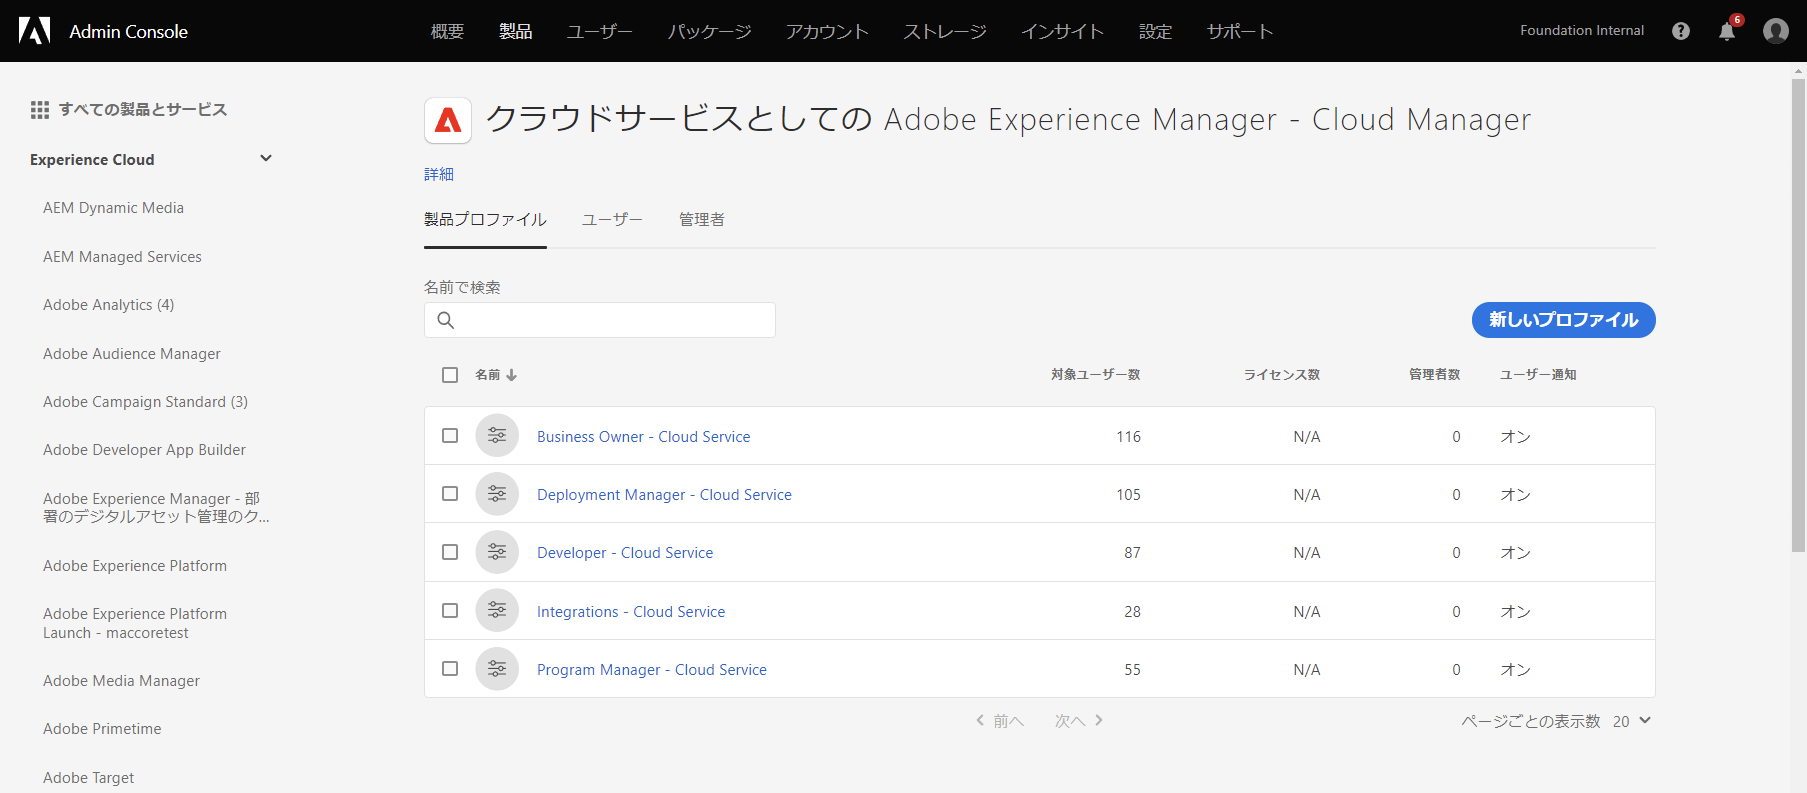 Admin Console
概要
製品
ユーザー
パッケージ
アカウント
ストレージ
インサイト
設定
サポート
Foundation Internal
6
すべての製品とサービス
Experience Cloud
AEM Dynamic Media
AEM Managed Services
Adobe Analytics (4)
Adobe Audience Manager
Adobe Campaign Standard (3)
Adobe Developer App Builder
Adobe Experience Manager - 部
署のデジタルアセット管理のク...
Adobe Experience Platform
Adobe Experience Platform
Launch - maccoretest
Adobe Media Manager
Adobe Primetime
Adobe Target
クラウドサービスとしての Adobe Experience Manager - Cloud Manager
詳細
製品プロファイル
ユーザー
管理者
名前で検索
新しいプロファイル
名前 対象ユーザー数 ライセンス数 管理者数 ユーザー通知
Business Owner - Cloud Service 116 N/A 0 オン
Deployment Manager - Cloud Service 105 N/A 0 オン
Developer - Cloud Service 87 N/A 0 オン
Integrations - Cloud Service 28 N/A 0 オン
Program Manager - Cloud Service 55 N/A 0 オン
前へ 次へ ページごとの表示数 20